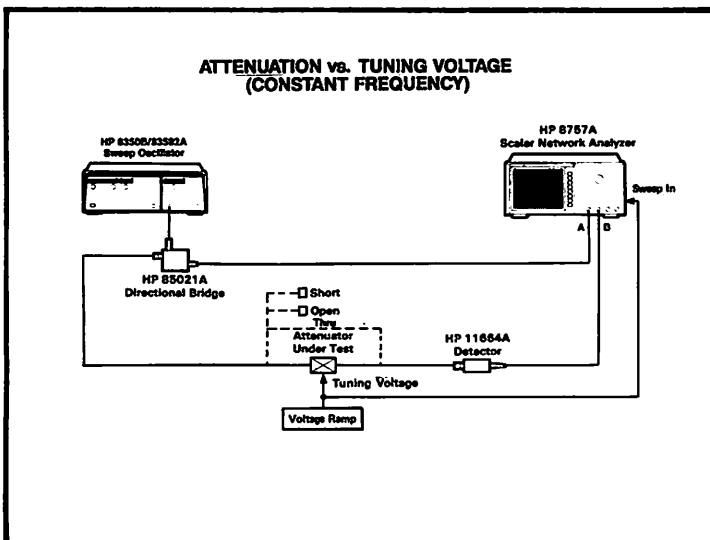 ATTENUATION vs. TUNING VOLTAGE
(CONSTANT FREQUENCY)
HP 8350B/83592A
Sweep Oscillator
HP 8757A
Scalar Network Analyzer
Sweep In
A
B
HP 85021A
Directional Bridge
Short
Open
Thru
Attenuator
Under Test
HP 11664A
Detector
Tuning Voltage
Voltage Ramp